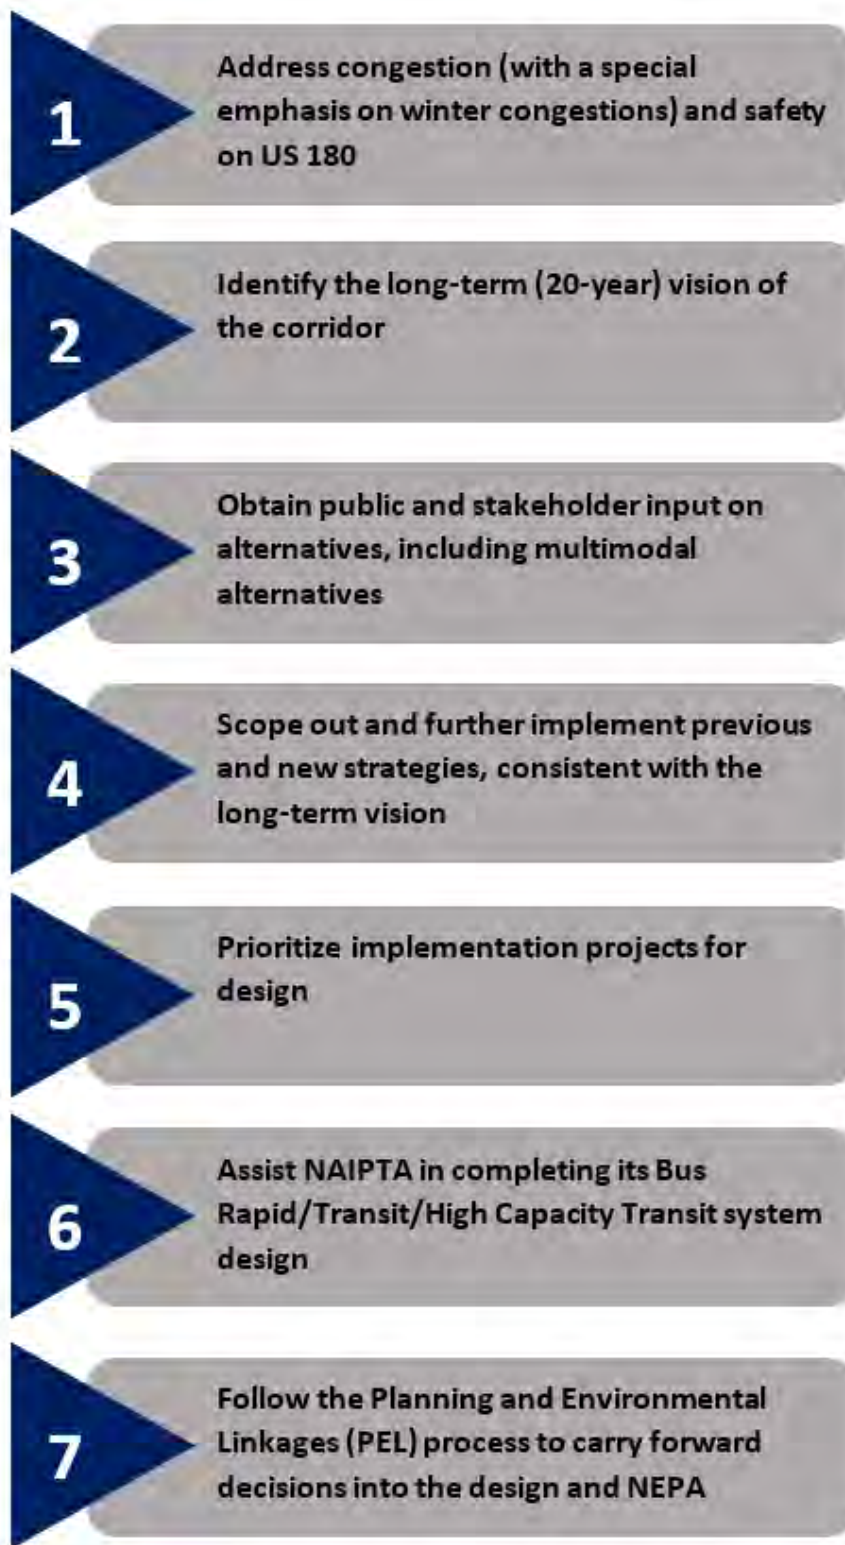 1
Address congestion (with a special
emphasis on winter congestions) and safety
on US 180
2
Identify the long-term (20-year) vision of
the corridor
3
Obtain public and stakeholder input on
alternatives, including multimodal
alternatives
4
Scope out and further implement previous
and new strategies, consistent with the
long-term vision
5
Prioritize implementation projects for
design
6
Assist NAIPTA in completing its Bus
Rapid/Transit/High Capacity Transit system
design
7
Follow the Planning and Environmental
Linkages (PEL) process to carry forward
decisions into the design and NEPA